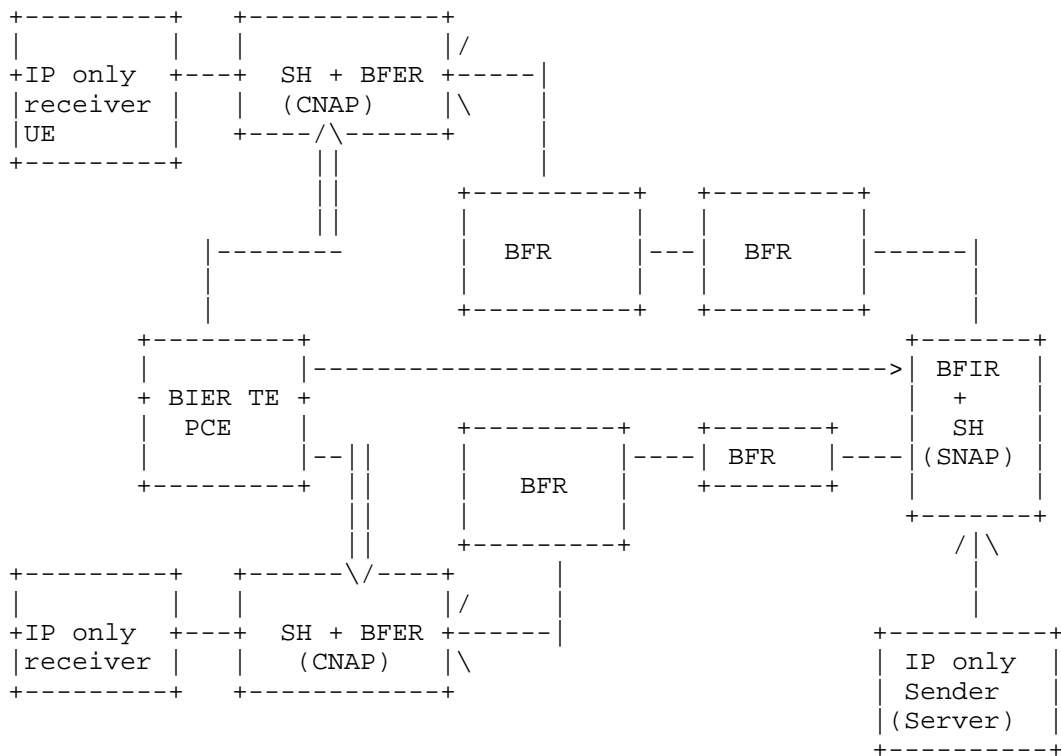 IP only
receiver
UE
SH + BFER
(CNAP)
BFR
BFR
BIER TE
PCE
BFIR
+
SH
(SNAP)
BFR
BFR
IP only
receiver
SH + BFER
(CNAP)
IP only
Sender
(Server)